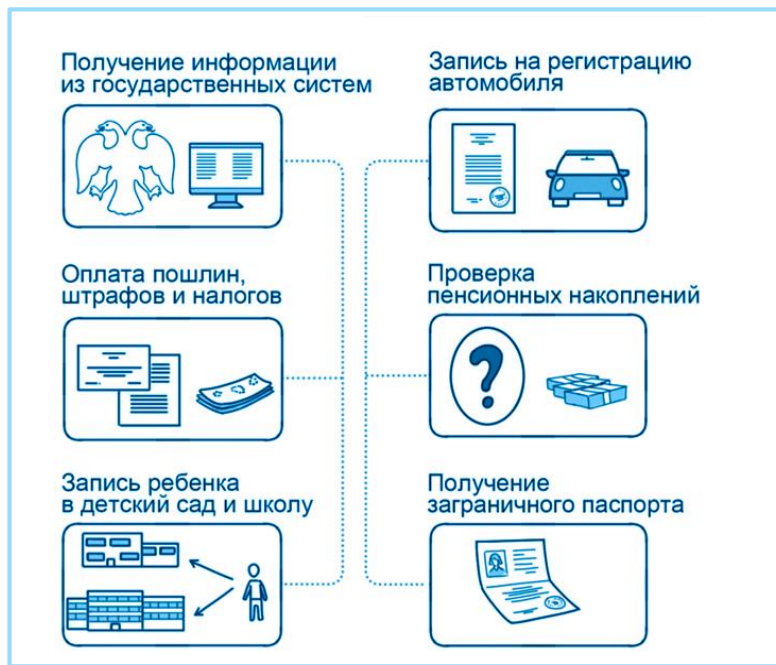 Получение информации
из государственных систем
Запись на регистрацию
автомобиля
Оплата пошлин,
штрафов и налогов
Проверка
пенсионных накоплений
Запись ребенка
в детский сад и школу
Получение
заграничного паспорта
?